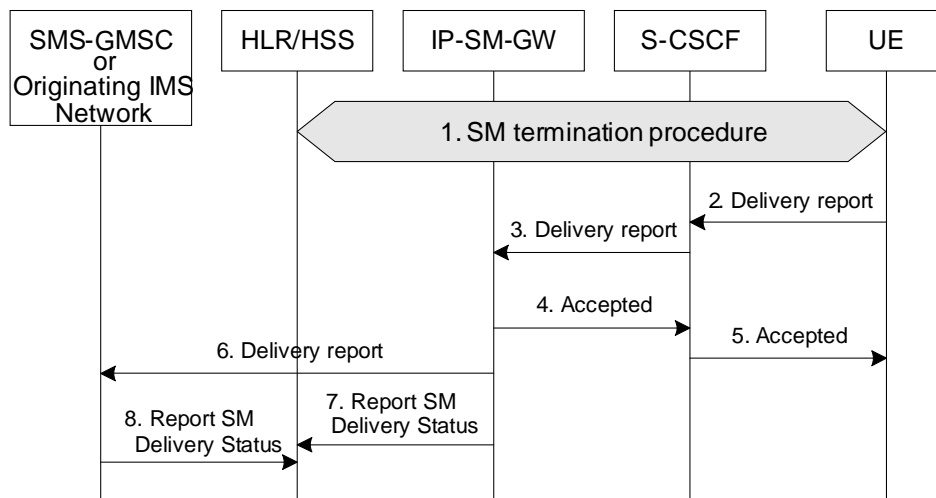 SMS-GMSC
or
Originating IMS
Network
HLR/HSS
IP-SM-GW
S-CSCF
UE
1. SM termination procedure
2. Delivery report
3. Delivery report
4. Accepted
5. Accepted
6. Delivery report
7. Report SM
Delivery Status
8. Report SM
Delivery Status